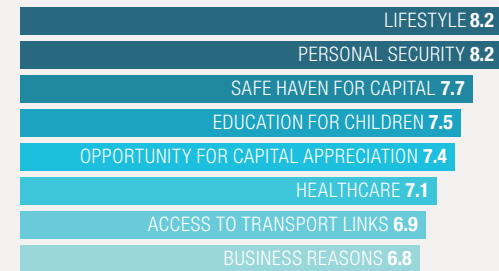 LIFESTYLE 8.2
PERSONAL SECURITY 8.2
SAFE HAVEN FOR CAPITAL 7.7
EDUCATION FOR CHILDREN 7.5
OPPORTUNITY FOR CAPITAL APPRECIATION 7.4
HEALTHCARE 7.1
ACCESS TO TRANSPORT LINKS 6.9
BUSINESS REASONS 6.8